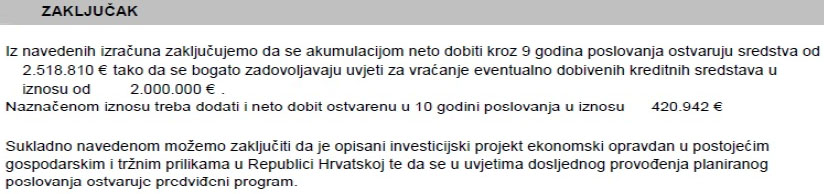 ZAKLJUČAK
Iz navedenih izračuna zaključujemo da se akumulacijom neto dobiti kroz 9 godina poslovanja ostvaruju sredstva od
2.518.810 € tako da se bogato zadovoljavaju uvjeti za vraćanje eventualno dobivenih kreditnih sredstava u
iznosu od 2.000.000 € .
Naznačenom iznosu treba dodati i neto dobit ostvarenu u 10 godini poslovanja u iznosu 420.942 €
Sukladno navedenom možemo zaključiti da je opisani investicijski projekt ekonomski opravdan u postojećim
gospodarskim i tržnim prilikama u Republici Hrvatskoj te da se u uvjetima dosljednog provođenja planiranog
poslovanja ostvaruje predviđeni program.